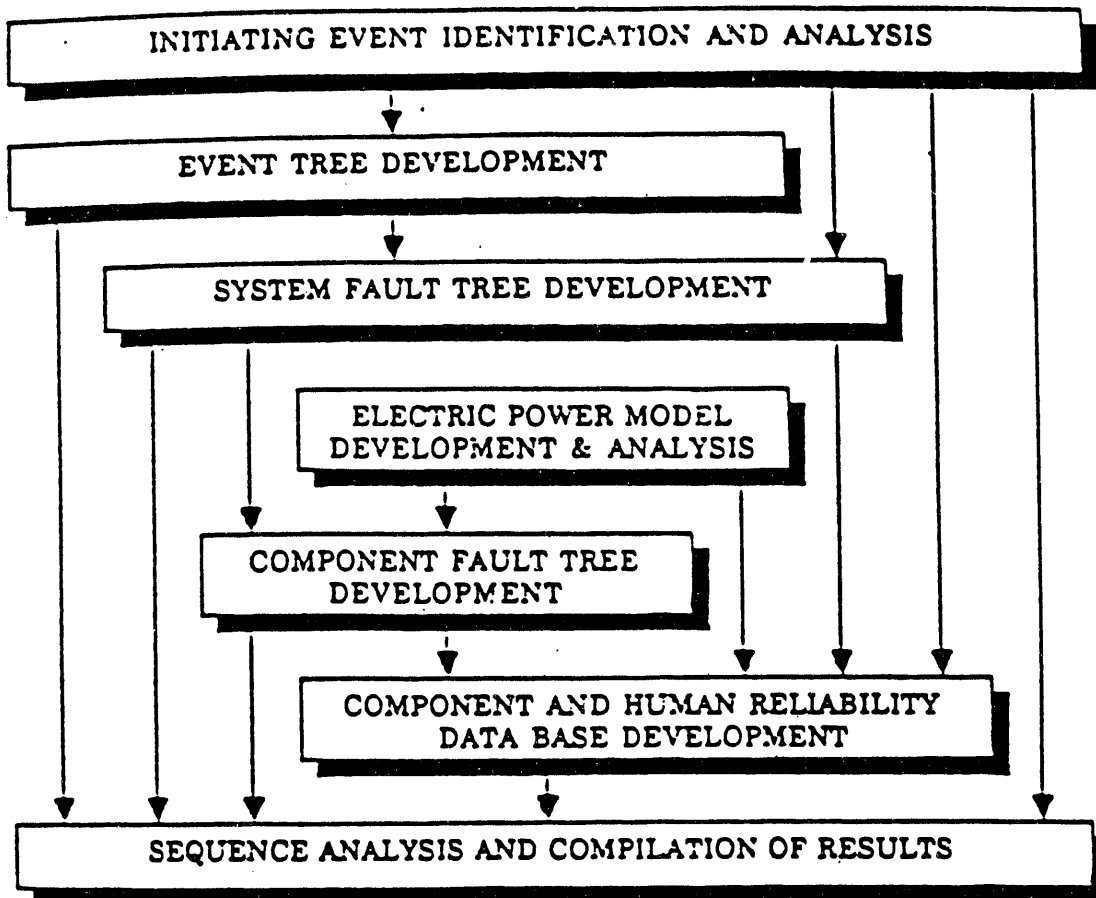 INITIATING EVENT IDENTIFICATION AND ANALYSIS
EVENT TREE DEVELOPMENT
SYSTEM FAULT TREE DEVELOPMENT
ELECTRIC POWER MODEL
DEVELOPMENT & ANALYSIS
COMPONENT FAULT TREE
DEVELOPMENT
COMPONENT AND HUMAN RELIABILITY
DATA BASE DEVELOPMENT
SEQUENCE ANALYSIS AND COMPILATION OF RESULTS